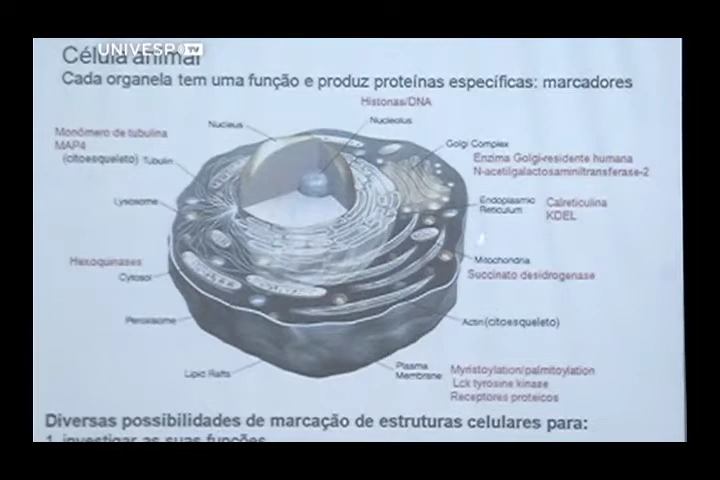 UNIVESP TV
Célula animal
Cada organela tem uma função e produz proteínas específicas: marcadores
Histonas/DNA
Nucleus
Nucleolus
Monômero de tubulina
MAP4
(citoesqueleto) Tubulin
Golgi Complex
Enzima Golgi-residente humana
N-acetilgalactosaminiltransferase-2
Lysosome
Endoplasmic
Reticulum
Calreticulina
KDEL
Hexoquinases
Cytosol
Mitochondria
Succinato desidrogenase
Peroxisome
Actin (citoesqueleto)
Lipid Rafts
Plasma
Membrane
Myristoylation/palmitoylation
Lck tyrosine kinase
Receptores proteicos
Diversas possibilidades de marcação de estruturas celulares para:
1. investigar as suas funções